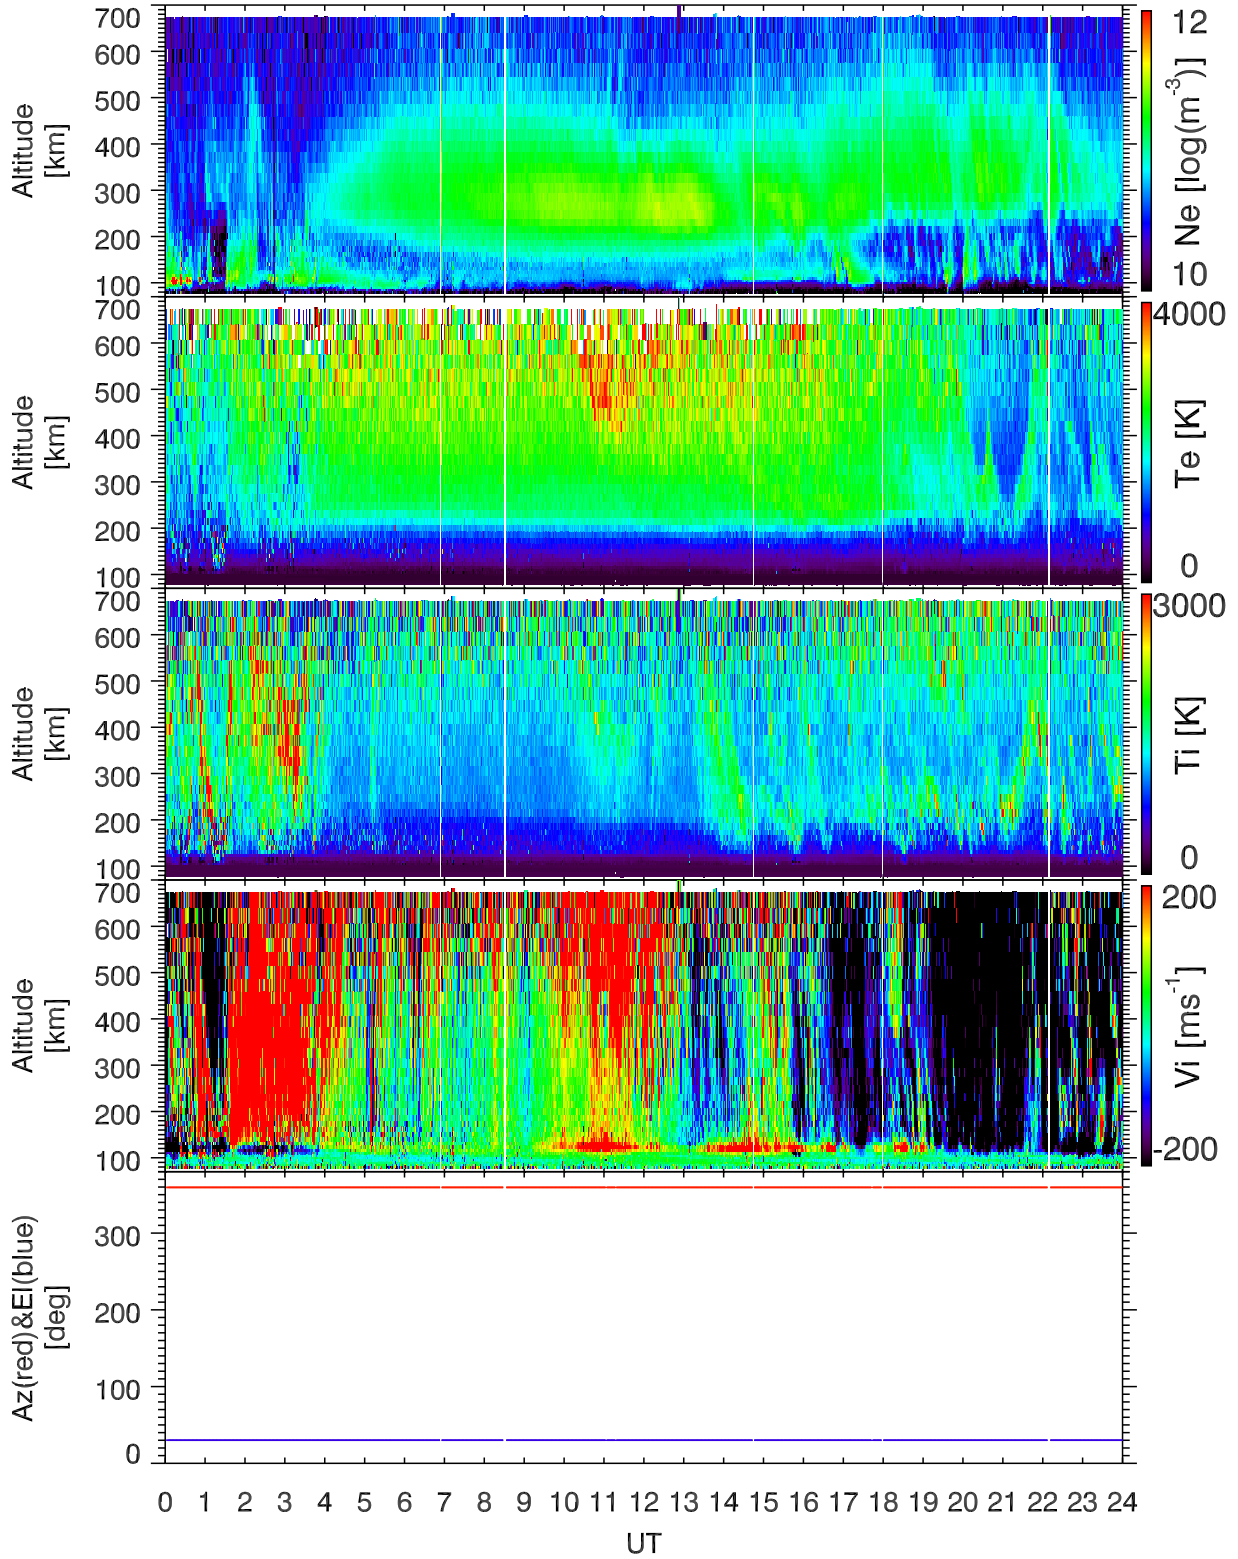 700
600
500
400
300
200
100
Altitude
[km]
12
10
Ne [log(m⁻³)]
700
600
500
400
300
200
100
Altitude
[km]
4000
0
Te [K]
700
600
500
400
300
200
100
Altitude
[km]
3000
0
Ti [K]
700
600
500
400
300
200
100
Altitude
[km]
200
-200
Vi [ms⁻¹]
300
200
100
0
Az(red)&El(blue)
[deg]
0 1 2 3 4 5 6 7 8 9 10 11 12 13 14 15 16 17 18 19 20 21 22 23 24
UT